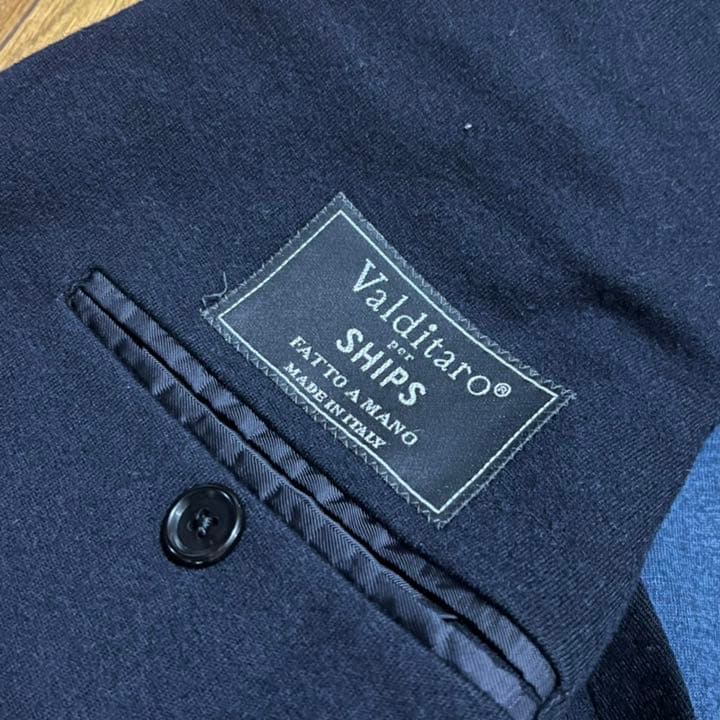 Valditaro®
per
SHIPS
FATTO A MANO
MADE IN ITALY